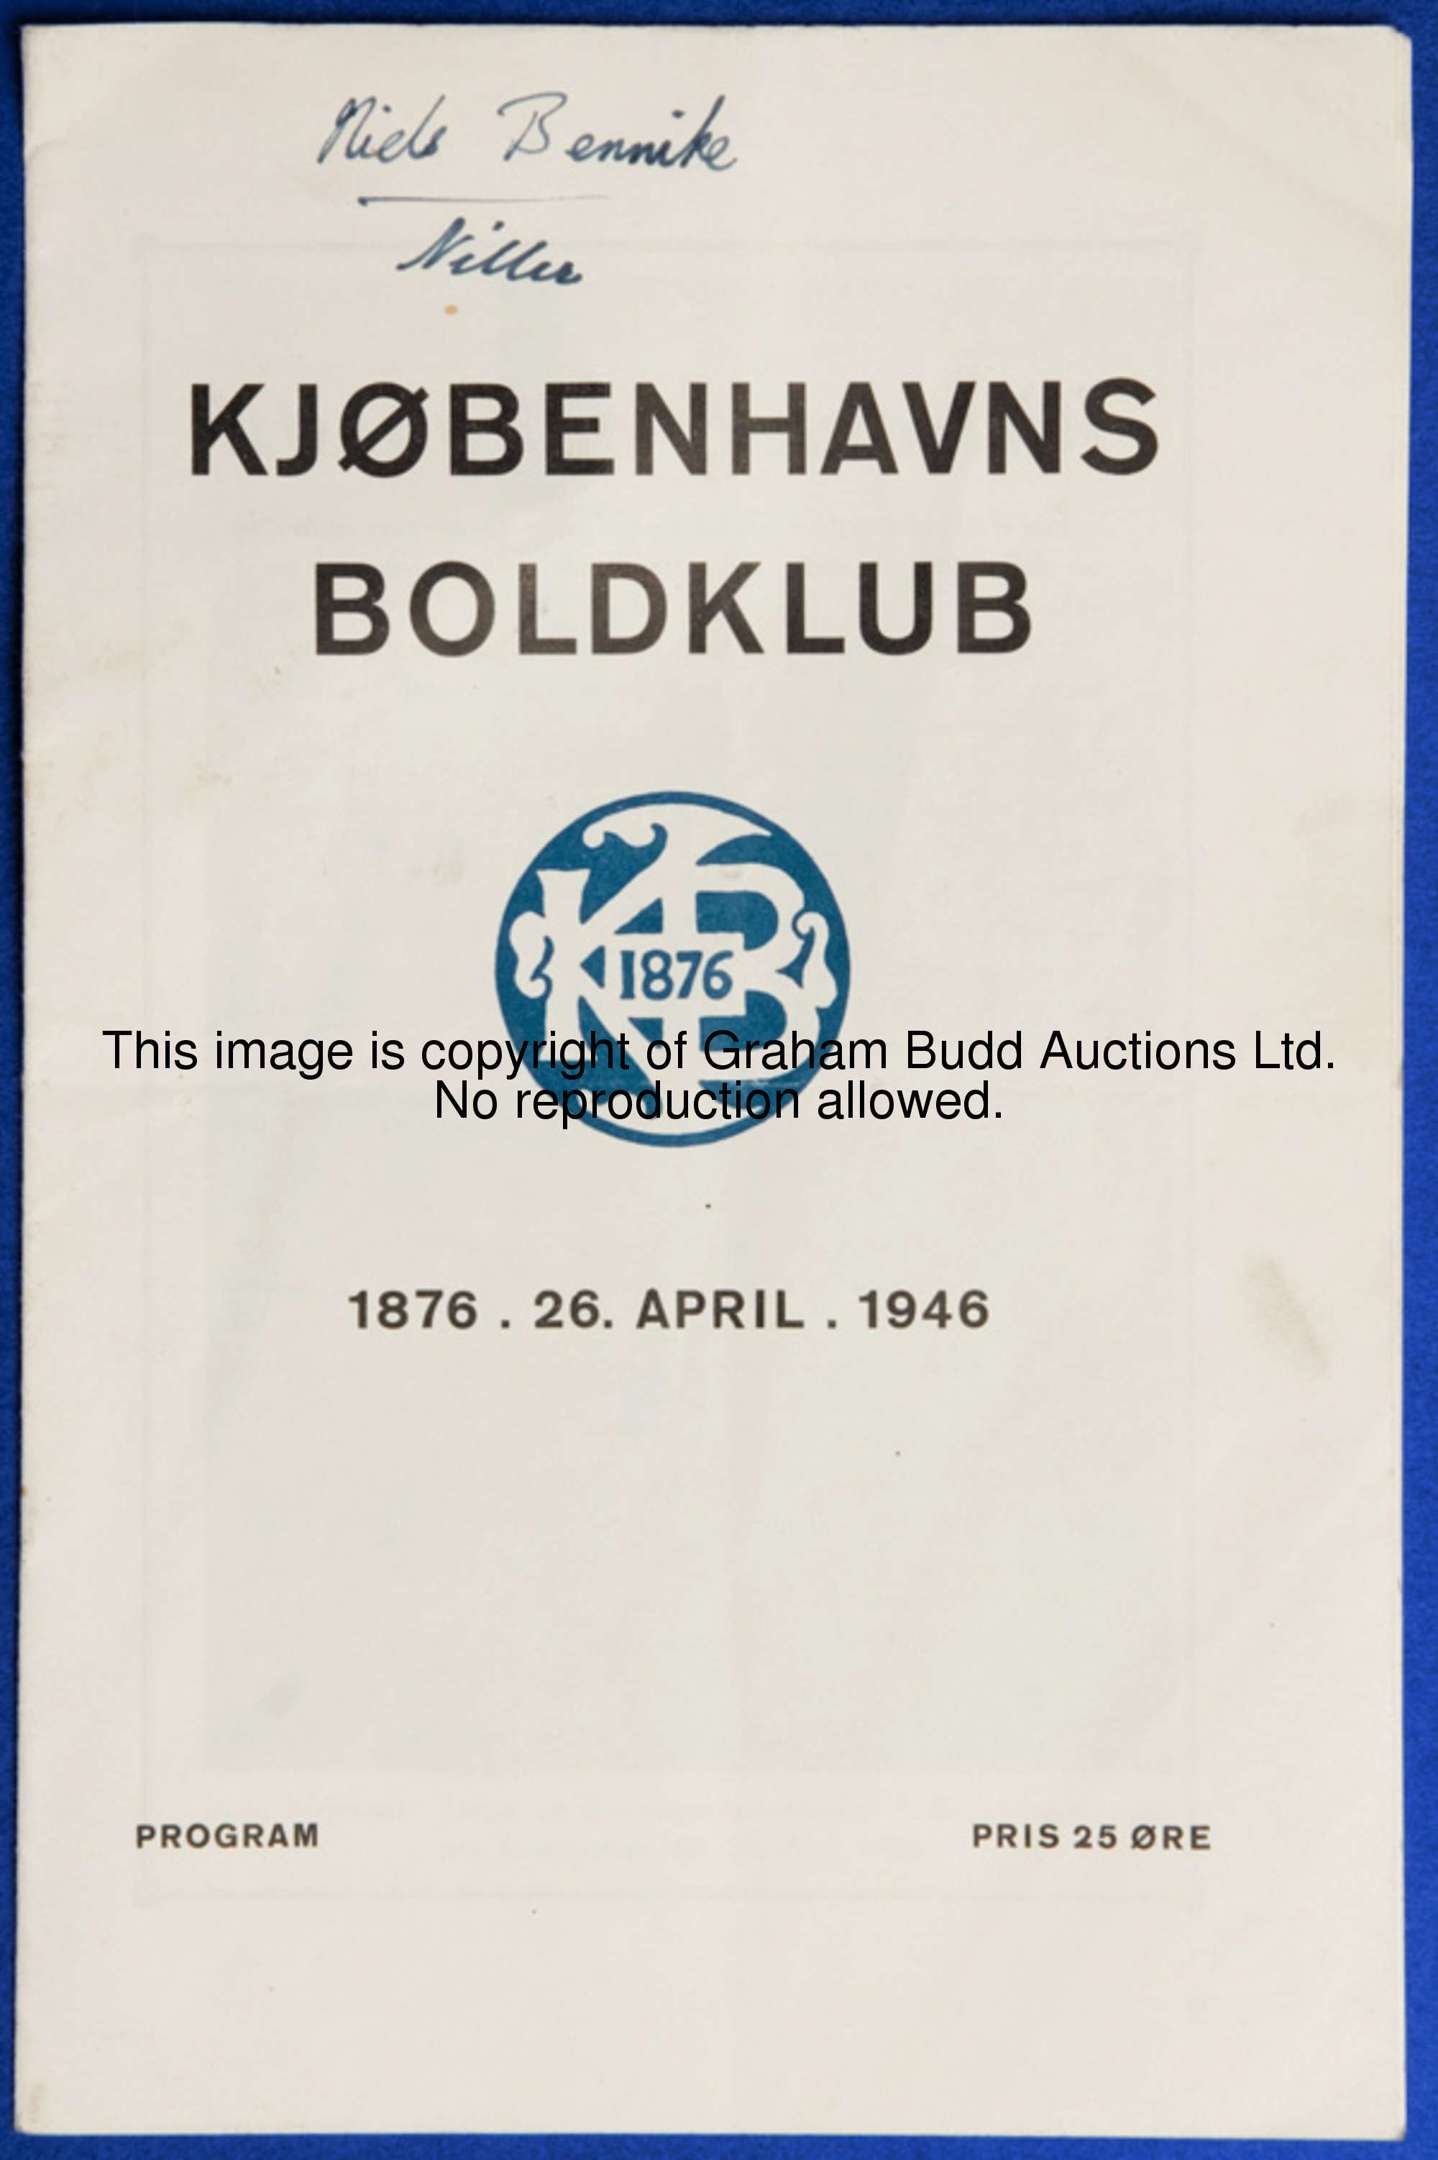 Niels Bennike
Niller
KJØBENHAVNS
BOLDKLUB
KB
1876
This image is copyright of Graham Budd Auctions Ltd.
No reproduction allowed.
1876 . 26. APRIL . 1946
PROGRAM PRIS 25 ØRE